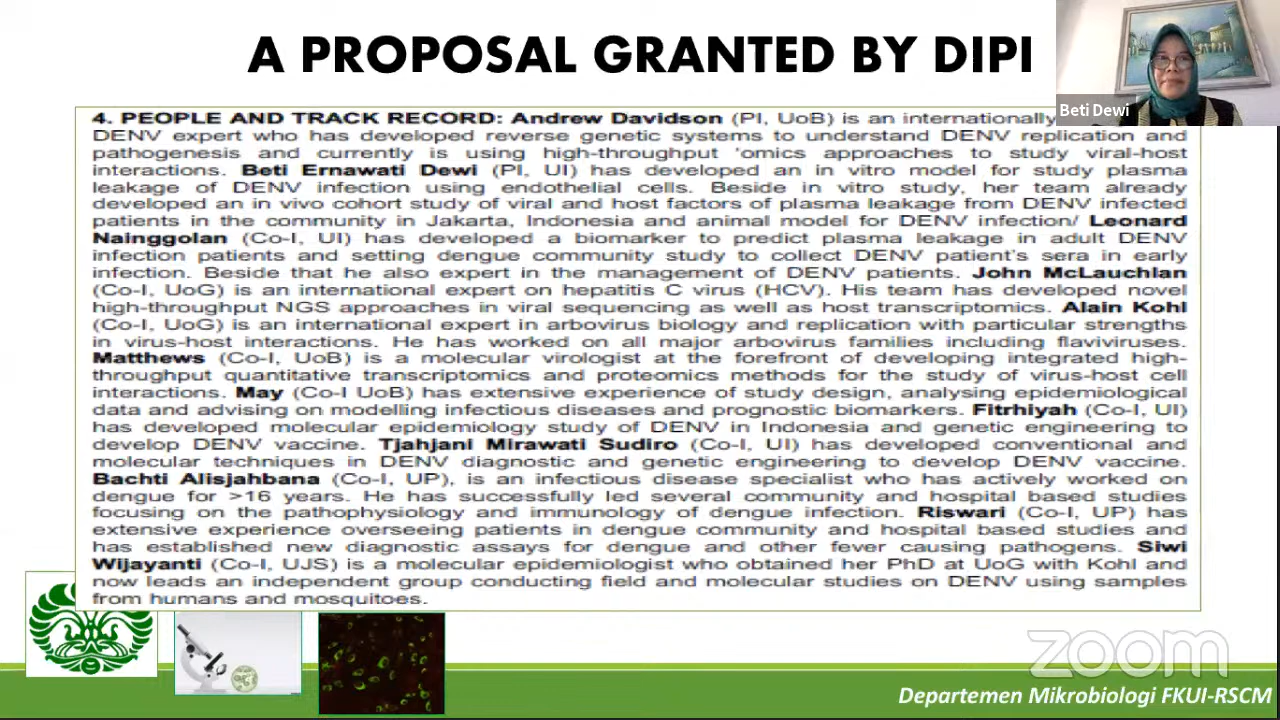 A PROPOSAL GRANTED BY DIPI
Beti Dewi
4. PEOPLE AND TRACK RECORD: Andrew Davidson (PI, UoB) is an internationally
DENV expert who has developed reverse genetic systems to understand DENV replication and
pathogenesis and currently is using high-throughput 'omics approaches to study viral-host
interactions. Beti Ernawati Dewi (PI, UI) has developed an in vitro model for study plasma
leakage of DENV infection using endothelial cells. Beside in vitro study, her team already
developed an in vivo cohort study of viral and host factors of plasma leakage from DENV infected
patients in the community in Jakarta, Indonesia and animal model for DENV infection/ Leonard
Nainggolan (Co-I, UI) has developed a biomarker to predict plasma leakage in adult DENV
infection patients and setting dengue community study to collect DENV patient's sera in early
infection. Beside that he also expert in the management of DENV patients. John McLauchlan
(Co-I, UoG) is an international expert on hepatitis C virus (HCV). His team has developed novel
high-throughput NGS approaches in viral sequencing as well as host transcriptomics. Alain Kohl
(Co-I, UoG) is an international expert in arbovirus biology and replication with particular strengths
in virus-host interactions. He has worked on all major arbovirus families including flaviviruses.
Matthews (Co-I, UoB) is a molecular virologist at the forefront of developing integrated high-
throughput quantitative transcriptomics and proteomics methods for the study of virus-host cell
interactions. May (Co-I UoB) has extensive experience of study design, analysing epidemiological
data and advising on modelling infectious diseases and prognostic biomarkers. Fitrhiyah (Co-I, UI)
has developed molecular epidemiology study of DENV in Indonesia and genetic engineering to
develop DENV vaccine. Tjahjani Mirawati Sudiro (Co-I, UI) has developed conventional and
molecular techniques in DENV diagnostic and genetic engineering to develop DENV vaccine.
Bachti Alisjahbana (Co-I, UP), is an infectious disease specialist who has actively worked on
dengue for >16 years. He has successfully led several community and hospital based studies
focusing on the pathophysiology and immunology of dengue infection. Riswari (Co-I, UP) has
extensive experience overseeing patients in dengue community and hospital based studies and
has established new diagnostic assays for dengue and other fever causing pathogens. Siwi
Wijayanti (Co-I, UJS) is a molecular epidemiologist who obtained her PhD at UoG with Kohl and
now leads an independent group conducting field and molecular studies on DENV using samples
from humans and mosquitoes.
zoom
Departemen Mikrobiologi FKUI-RSCM